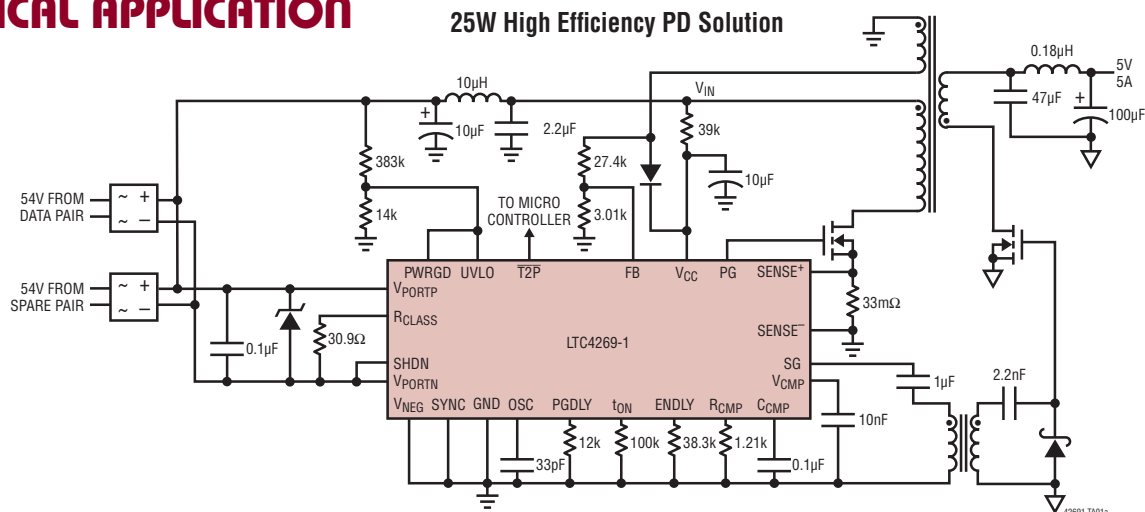 ICAL APPLICATION
25W High Efficiency PD Solution
0.18µH
5V
5A
47µF
+
100µF
10µH
VIN
+
10µF
2.2µF
39k
383k
27.4k
10µF
14k
TO MICRO
CONTROLLER
3.01k
54V FROM
DATA PAIR
~ +
~ –
PWRGD UVLO T2P FB VCC PG SENSE+
54V FROM
SPARE PAIR
~ +
~ –
VPORTP
RCLASS
33mΩ
0.1µF
30.9Ω
SENSE–
LTC4269-1
SHDN
SG
VPORTN
VCMP
1µF
2.2nF
VNEG SYNC GND OSC PGDLY tON ENDLY RCMP CCMP
10nF
12k
100k
38.3k
1.21k
33pF
0.1µF
42691 TA01a